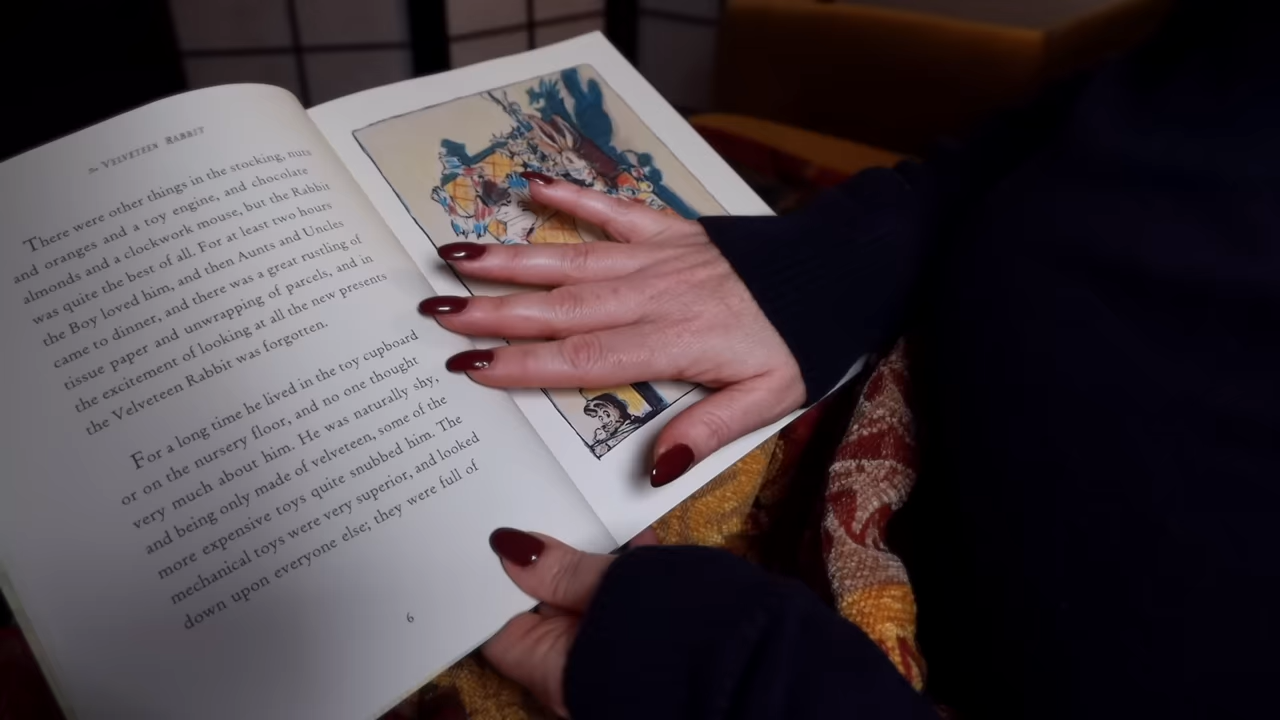 The VELVETEEN RABBIT
There were other things in the stocking, nuts
and oranges and a toy engine, and chocolate
almonds and a clockwork mouse, but the Rabbit
was quite the best of all. For at least two hours
the Boy loved him, and then Aunts and Uncles
came to dinner, and there was a great rustling of
tissue paper and unwrapping of parcels, and in
the excitement of looking at all the new presents
the Velveteen Rabbit was forgotten.
For a long time he lived in the toy cupboard
or on the nursery floor, and no one thought
very much about him. He was naturally shy,
and being only made of velveteen, some of the
more expensive toys quite snubbed him. The
mechanical toys were very superior, and looked
down upon everyone else; they were full of
6